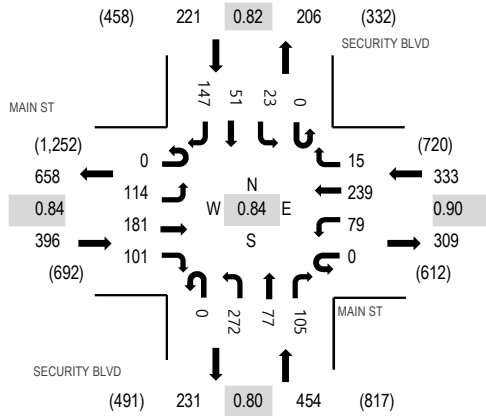 (458) 221 0.82 206 (332)
SECURITY BLVD
147 51 23 0
MAIN ST
(1,252) (720)
658 0 15 333
114 N 239
0.84 W 0.84 E 0.90
181 S 79
396 101 0 309
(692) (612)
0 272 77 105
MAIN ST
SECURITY BLVD
(491) 231 0.80 454 (817)